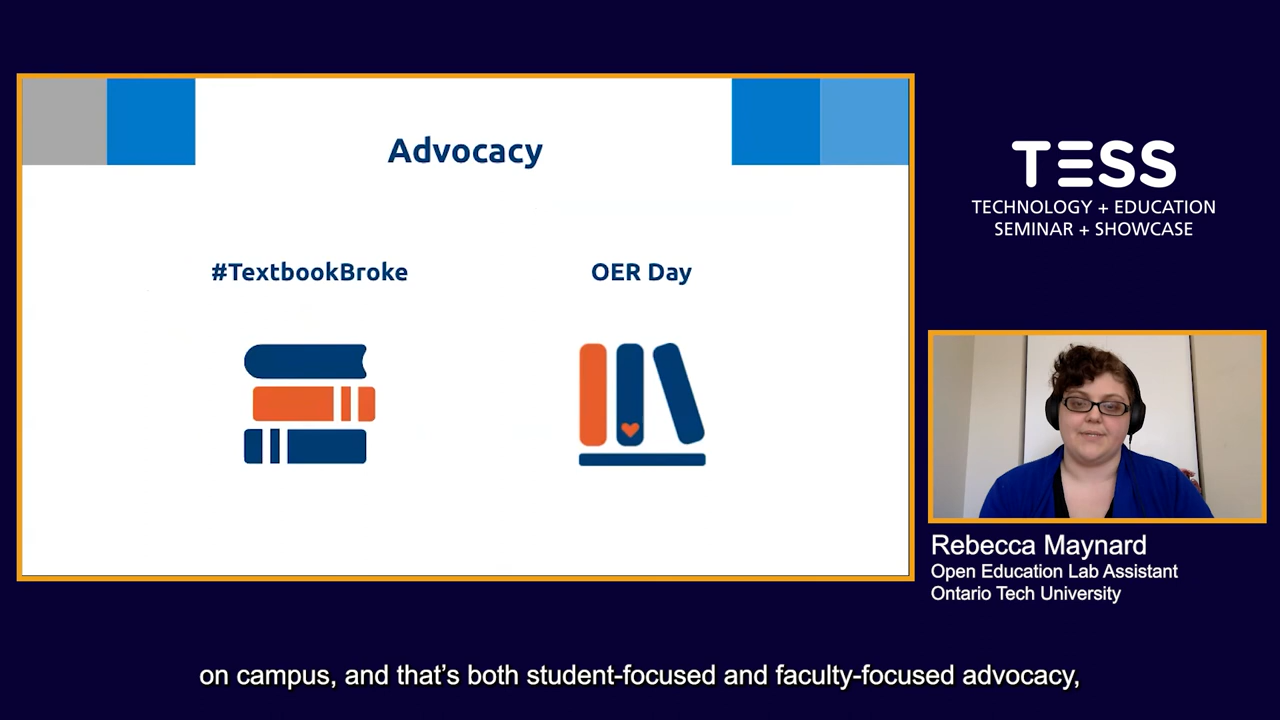 Advocacy
#TextbookBroke
OER Day
TESS
TECHNOLOGY + EDUCATION
SEMINAR + SHOWCASE
Rebecca Maynard
Open Education Lab Assistant
Ontario Tech University
on campus, and that’s both student-focused and faculty-focused advocacy,